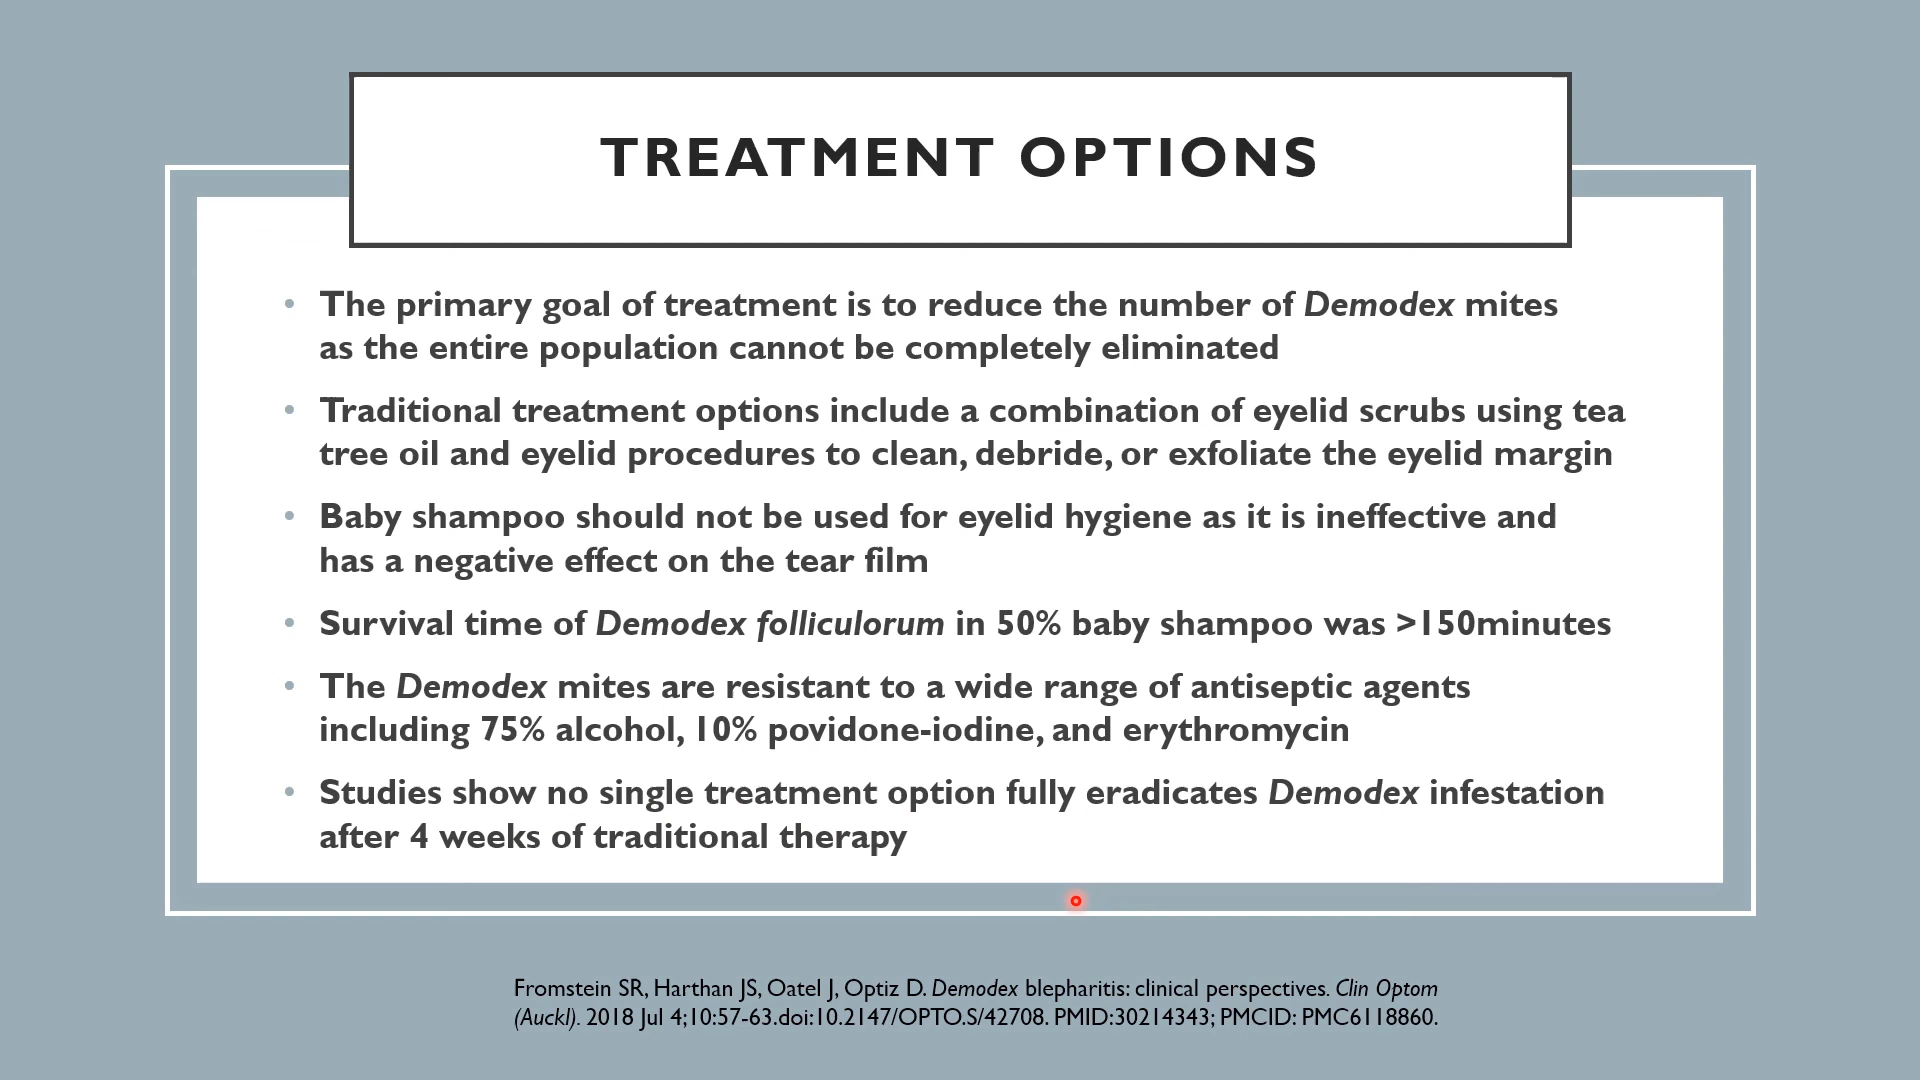 TREATMENT OPTIONS
• The primary goal of treatment is to reduce the number of Demodex mites
as the entire population cannot be completely eliminated
• Traditional treatment options include a combination of eyelid scrubs using tea
tree oil and eyelid procedures to clean, debride, or exfoliate the eyelid margin
• Baby shampoo should not be used for eyelid hygiene as it is ineffective and
has a negative effect on the tear film
• Survival time of Demodex folliculorum in 50% baby shampoo was >150minutes
• The Demodex mites are resistant to a wide range of antiseptic agents
including 75% alcohol, 10% povidone-iodine, and erythromycin
• Studies show no single treatment option fully eradicates Demodex infestation
after 4 weeks of traditional therapy
Fromstein SR, Harthan JS, Oatel J, Optiz D. Demodex blepharitis: clinical perspectives. Clin Optom
(Auckl). 2018 Jul 4;10:57-63.doi:10.2147/OPTO.S/42708. PMID:30214343; PMCID: PMC6118860.